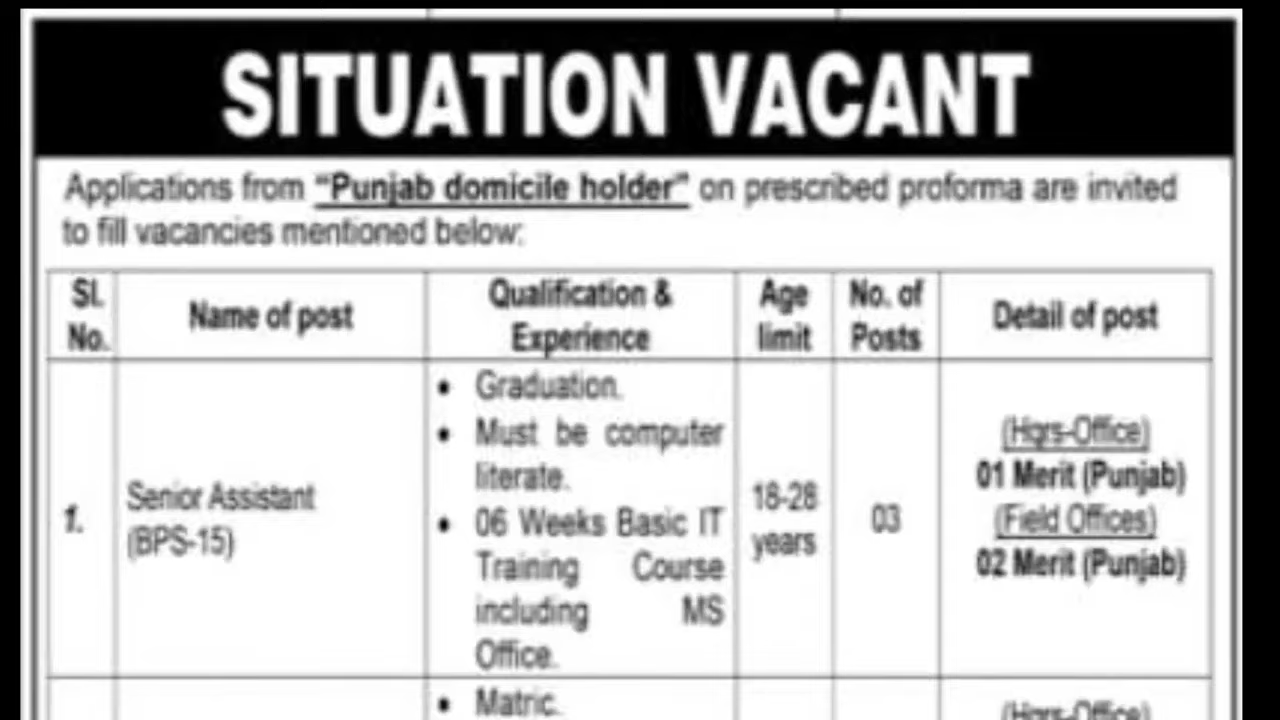 SITUATION VACANT
Applications from "Punjab domicile holder" on prescribed proforma are invited
to fill vacancies mentioned below:
Sl.
No.
Name of post
Qualification &
Experience
Age
limit
No. of
Posts
Detail of post
1.
Senior Assistant
(BPS-15)
• Graduation.
• Must be computer
literate.
• 06 Weeks Basic IT
Training Course
including MS
Office.
18-28
years
03
(Hqrs-Office)
01 Merit (Punjab)
(Field Offices)
02 Merit (Punjab)
• Matric.
(Hqrs-Office)